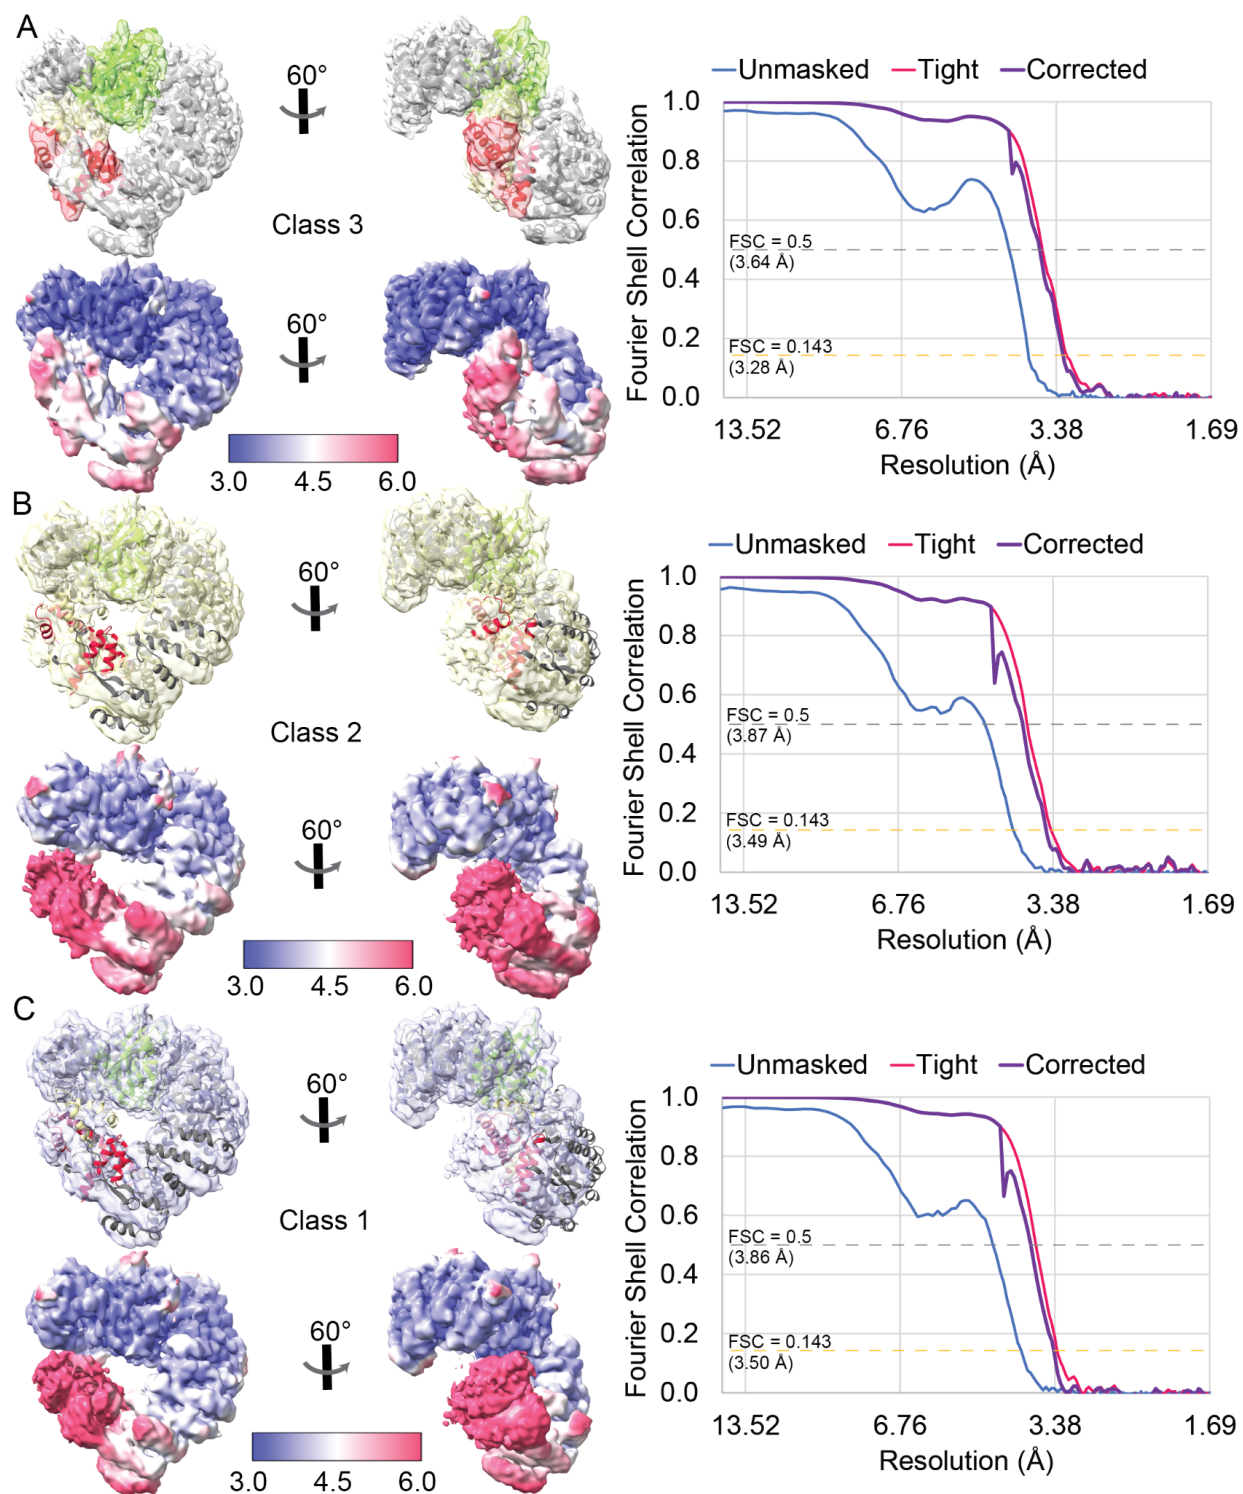 A
60°
Class 3
60°
3.0 4.5 6.0
Unmasked Tight Corrected
Fourier Shell Correlation
1.0
0.8
0.6
0.4
0.2
0.0
FSC = 0.5
(3.64 Å)
FSC = 0.143
(3.28 Å)
13.52 6.76 3.38 1.69
Resolution (Å)
B
60°
Class 2
60°
3.0 4.5 6.0
Unmasked Tight Corrected
Fourier Shell Correlation
1.0
0.8
0.6
0.4
0.2
0.0
FSC = 0.5
(3.87 Å)
FSC = 0.143
(3.49 Å)
13.52 6.76 3.38 1.69
Resolution (Å)
C
60°
Class 1
60°
3.0 4.5 6.0
Unmasked Tight Corrected
Fourier Shell Correlation
1.0
0.8
0.6
0.4
0.2
0.0
FSC = 0.5
(3.86 Å)
FSC = 0.143
(3.50 Å)
13.52 6.76 3.38 1.69
Resolution (Å)